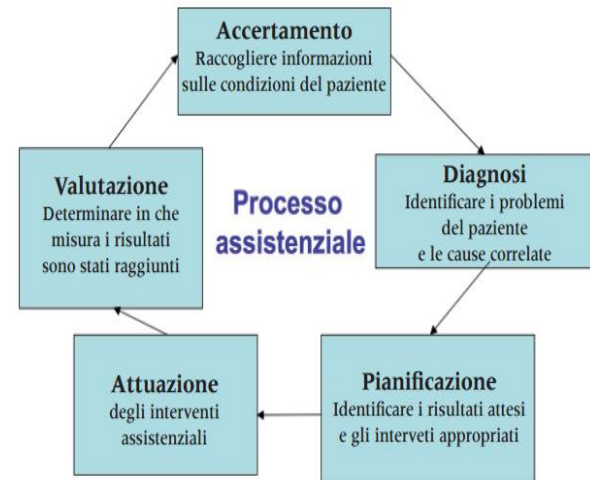 Accertamento
Raccogliere informazioni
sulle condizioni del paziente
Diagnosi
Identificare i problemi
del paziente
e le cause correlate
Pianificazione
Identificare i risultati attesi
e gli interveti appropriati
Attuazione
degli interventi
assistenziali
Valutazione
Determinare in che
misura i risultati
sono stati raggiunti
Processo
assistenziale